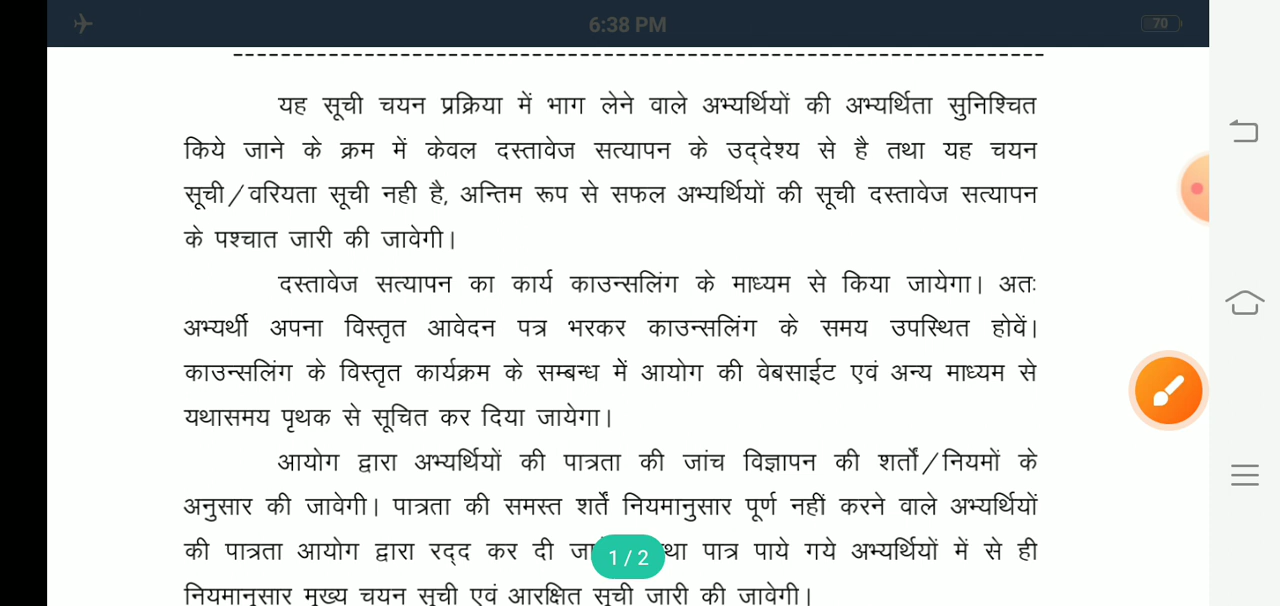 6:38 PM
70
यह सूची चयन प्रक्रिया में भाग लेने वाले अभ्यर्थियों की अभ्यर्थिता सुनिश्चित
किये जाने के क्रम में केवल दस्तावेज सत्यापन के उद्देश्य से है तथा यह चयन
सूची/वरियता सूची नही है, अन्तिम रूप से सफल अभ्यर्थियों की सूची दस्तावेज सत्यापन
के पश्चात जारी की जावेगी।
दस्तावेज सत्यापन का कार्य काउन्सलिंग के माध्यम से किया जायेगा। अतः
अभ्यर्थी अपना विस्तृत आवेदन पत्र भरकर काउन्सलिंग के समय उपस्थित होवें।
काउन्सलिंग के विस्तृत कार्यक्रम के सम्बन्ध में आयोग की वेबसाईट एवं अन्य माध्यम से
यथासमय पृथक से सूचित कर दिया जायेगा।
आयोग द्वारा अभ्यर्थियों की पात्रता की जांच विज्ञापन की शर्तों/नियमों के
अनुसार की जावेगी। पात्रता की समस्त शर्तें नियमानुसार पूर्ण नहीं करने वाले अभ्यर्थियों
की पात्रता आयोग द्वारा रद्द कर दी पात्र पाये गये अभ्यर्थियों में से ही
1 / 2
नियमानुसार मुख्य चयन सूची एवं आरक्षित सूची जारी की जावेगी।